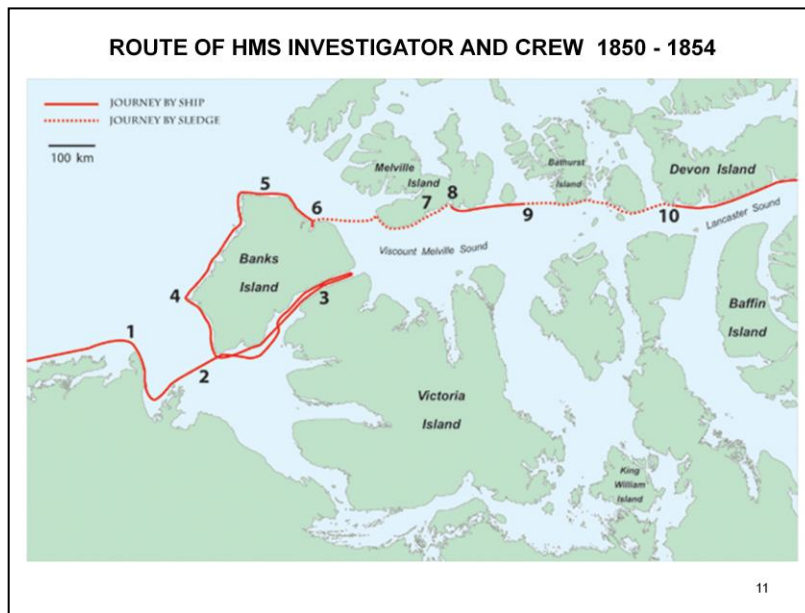 ROUTE OF HMS INVESTIGATOR AND CREW 1850 - 1854
JOURNEY BY SHIP
JOURNEY BY SLEDGE
100 km
Melville
Island
Bathurst
Island
Devon Island
5
6
7
8
9
10
Lancaster Sound
Viscount Melville Sound
Banks
Island
3
4
Baffin
Island
1
2
Victoria
Island
King
William
Island
11